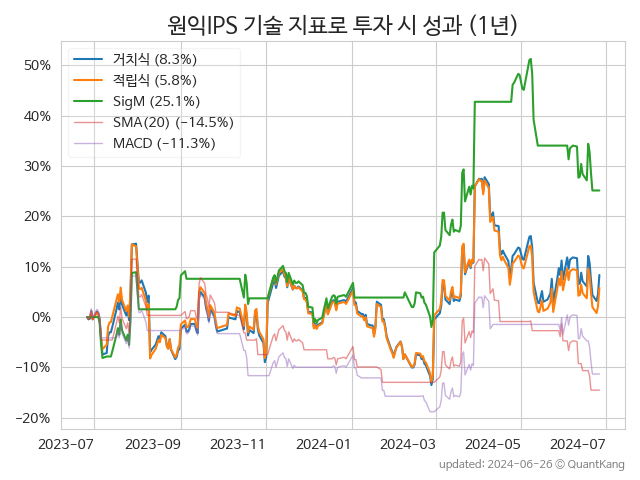 원익IPS 기술 지표로 투자 시 성과 (1년)
거치식 (8.3%)
적립식 (5.8%)
SigM (25.1%)
SMA(20) (−14.5%)
MACD (−11.3%)
50%
40%
30%
20%
10%
0%
−10%
−20%
2023-07 2023-09 2023-11 2024-01 2024-03 2024-05 2024-07
updated: 2024-06-26 © QuantKang